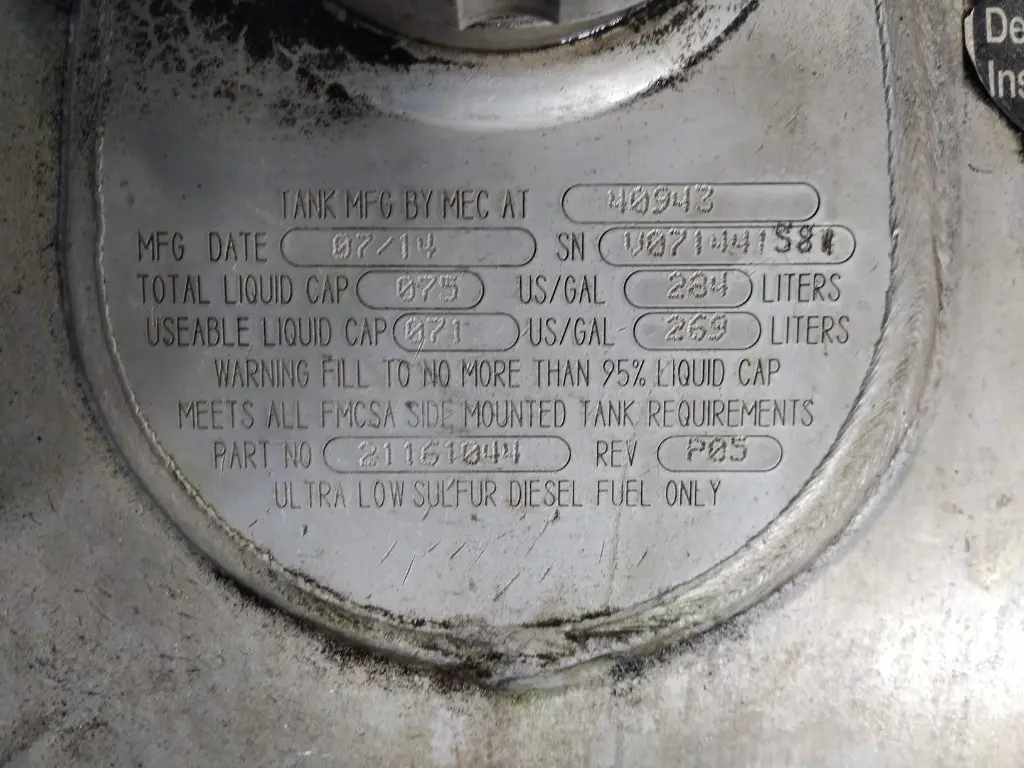 TANK MFG BY MEC AT 40943
MFG DATE 07/14 SN
TOTAL LIQUID CAP 075 US/GAL 284 LITERS
USEABLE LIQUID CAP 071 US/GAL 269 LITERS
WARNING FILL TO NO MORE THAN 95% LIQUID CAP
MEETS ALL FMCSA SIDE MOUNTED TANK REQUIREMENTS
PART NO 21161044 REV P05
ULTRA LOW SULFUR DIESEL FUEL ONLY